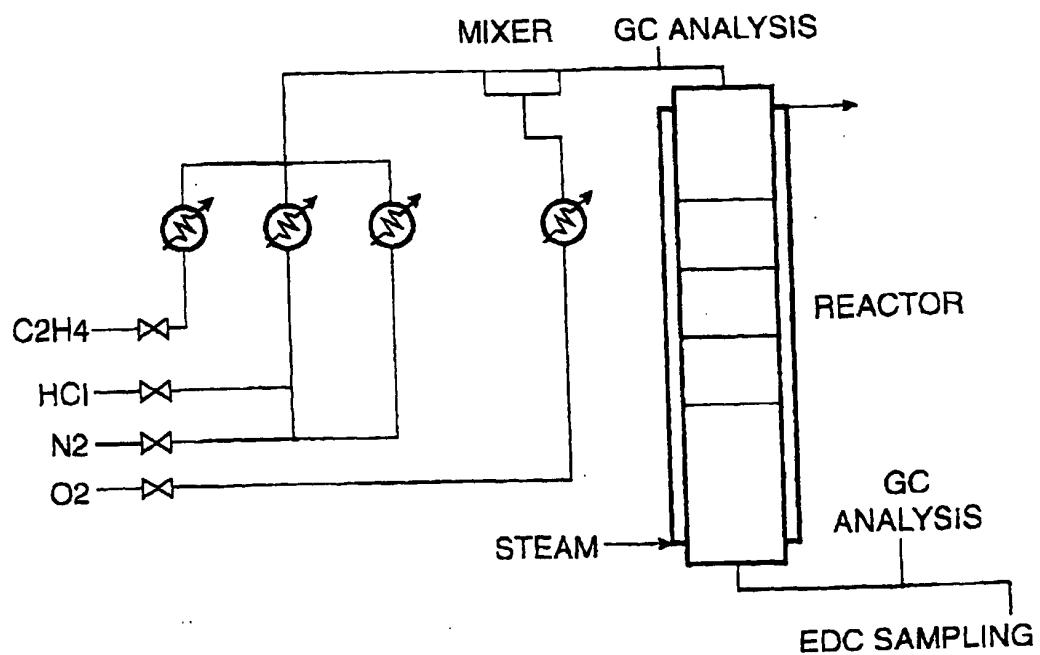 MIXER
GC ANALYSIS
C2H4
HCl
N2
O2
REACTOR
STEAM
GC
ANALYSIS
EDC SAMPLING